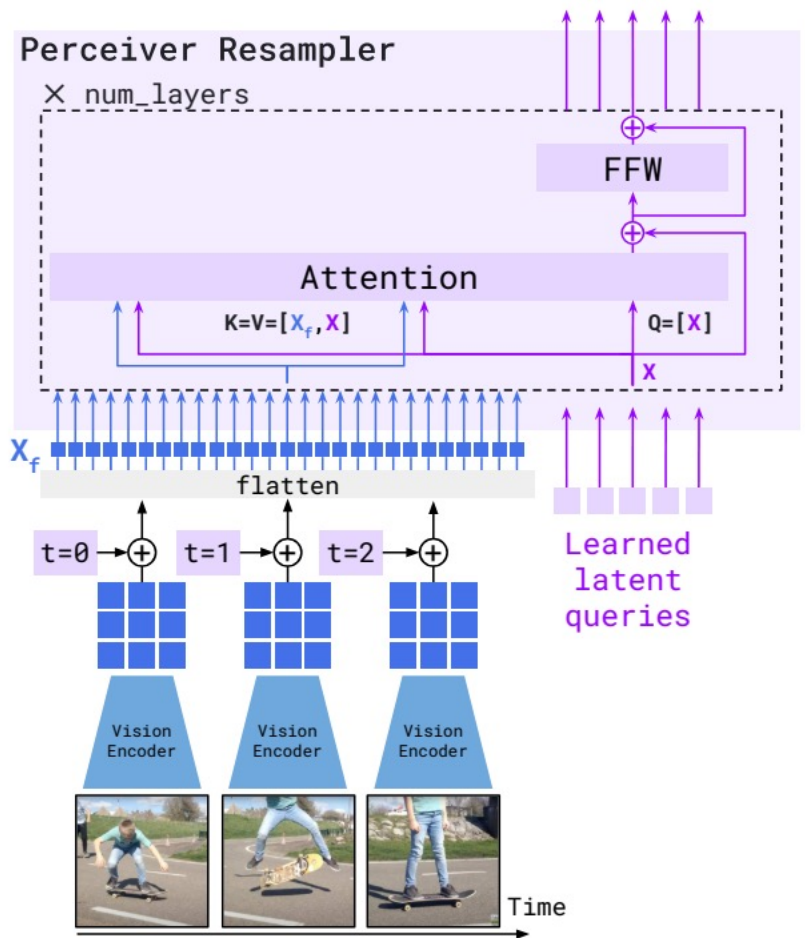 Perceiver Resampler
× num_layers
FFW
Attention
K=V=[Xf,X]
Q=[X]
X
Xf
flatten
t=0
t=1
t=2
Learned
latent
queries
Vision
Encoder
Vision
Encoder
Vision
Encoder
Time